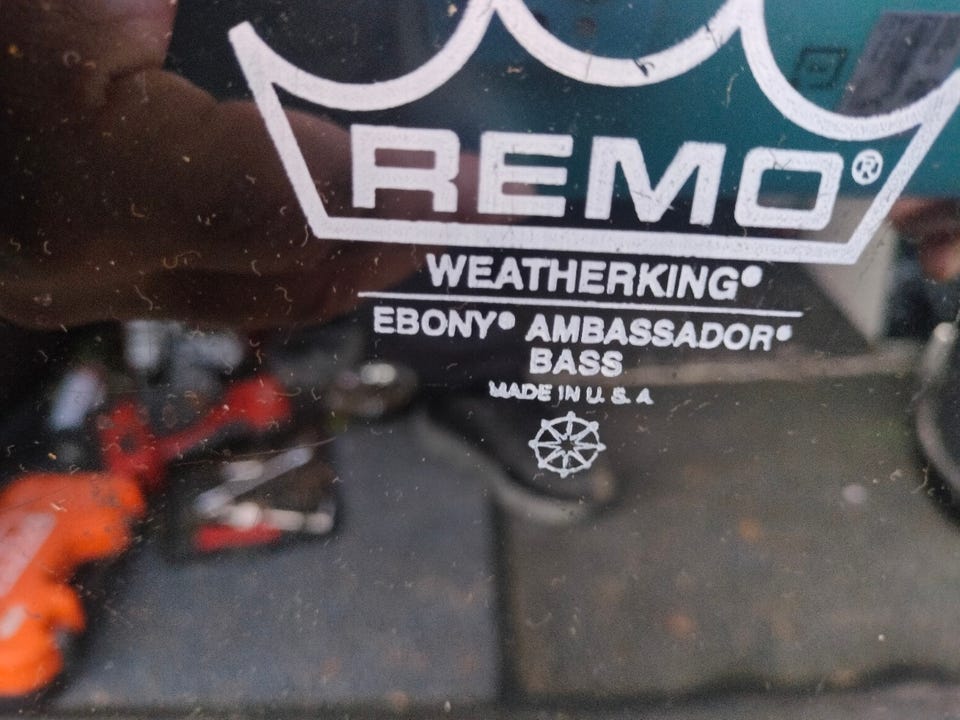 REMO®
WEATHERKING®
EBONY® AMBASSADOR®
BASS
MADE IN U.S.A